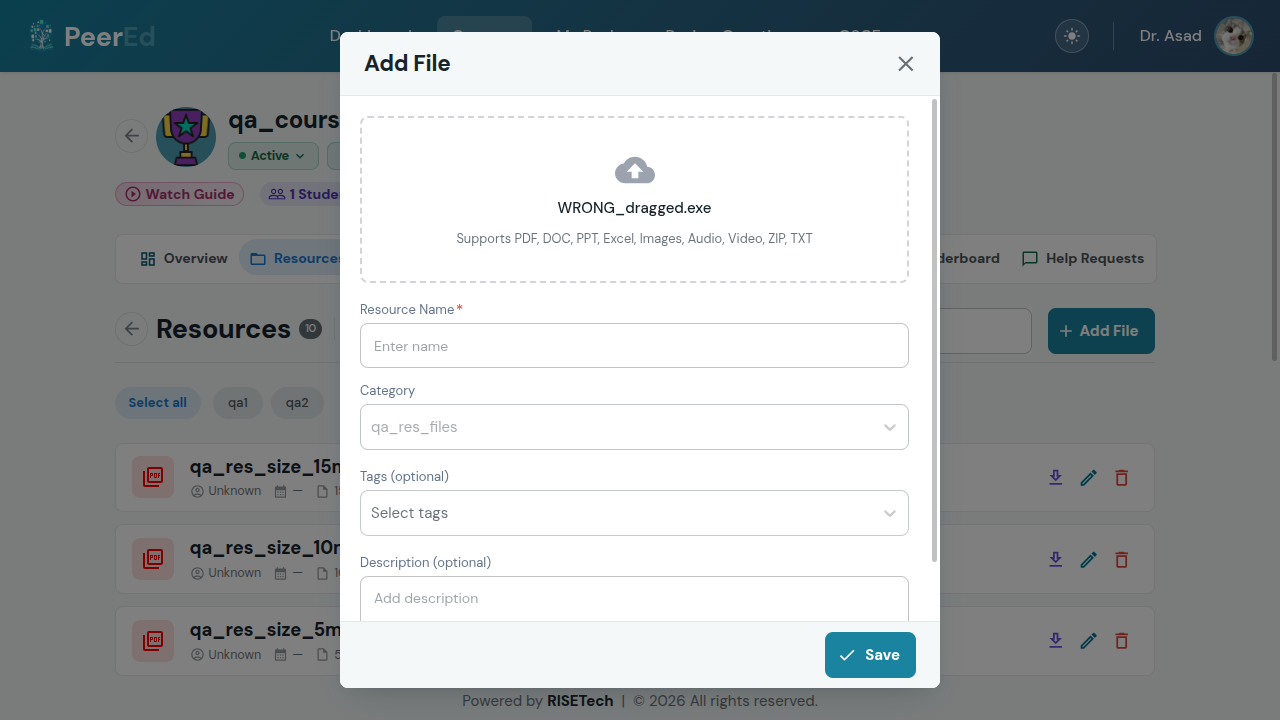 PeerEd
Dr. Asad
Add File
qa_cours
Active
Watch Guide
1 Stude
WRONG_dragged.exe
Supports PDF, DOC, PPT, Excel, Images, Audio, Video, ZIP, TXT
Overview
Resources
derboard
Help Requests
Resources 10
Add File
Resource Name*
Enter name
Category
qa_res_files
Select all
qa1
qa2
Tags (optional)
Select tags
qa_res_size_15m
Unknown
—
Description (optional)
Add description
qa_res_size_10m
Unknown
—
qa_res_size_5m
Unknown
—
Save
Powered by RISETech | © 2026 All rights reserved.